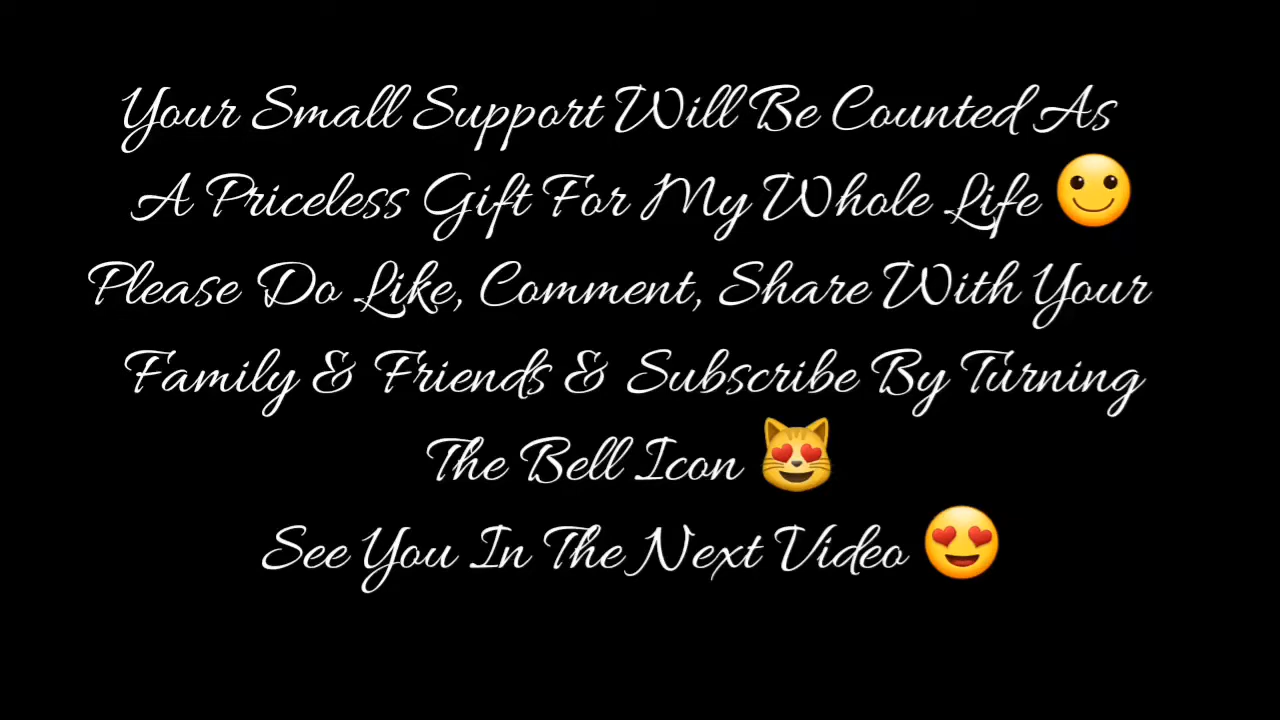 Your Small Support Will Be Counted As
A Priceless Gift For My Whole Life 🙂
Please Do Like, Comment, Share With Your
Family & Friends & Subscribe By Turning
The Bell Icon 😻
See You In The Next Video 😍